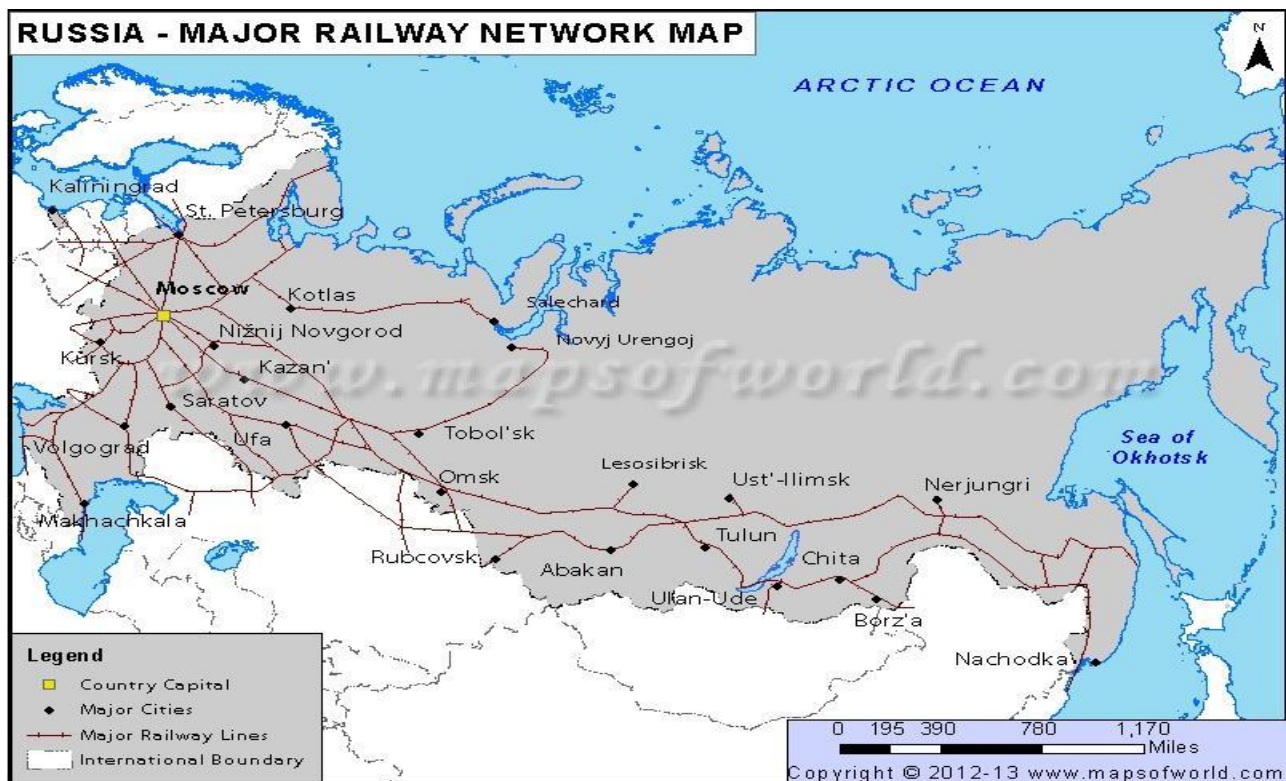 RUSSIA - MAJOR RAILWAY NETWORK MAP
N
ARCTIC OCEAN
Kaliningrad
St. Petersburg
Moscow
Kotlas
Salechard
Nižnij Novgorod
Novyj Urengoj
Kursk
Kazan'
www.mapsofworld.com
Saratov
Ufa
Tobol'sk
Volgograd
Sea of
Okhotsk
Omsk
Lesosibrisk
Ust'-Ilimsk
Nerjungri
Makhachkala
Tulun
Rubcovsk
Abakan
Chita
Ulan-Ude
Borz'a
Nachodka
Legend
Country Capital
Major Cities
Major Railway Lines
International Boundary
0 195 390 780 1,170
Miles
Copyright © 2012-13 www.mapsofworld.com